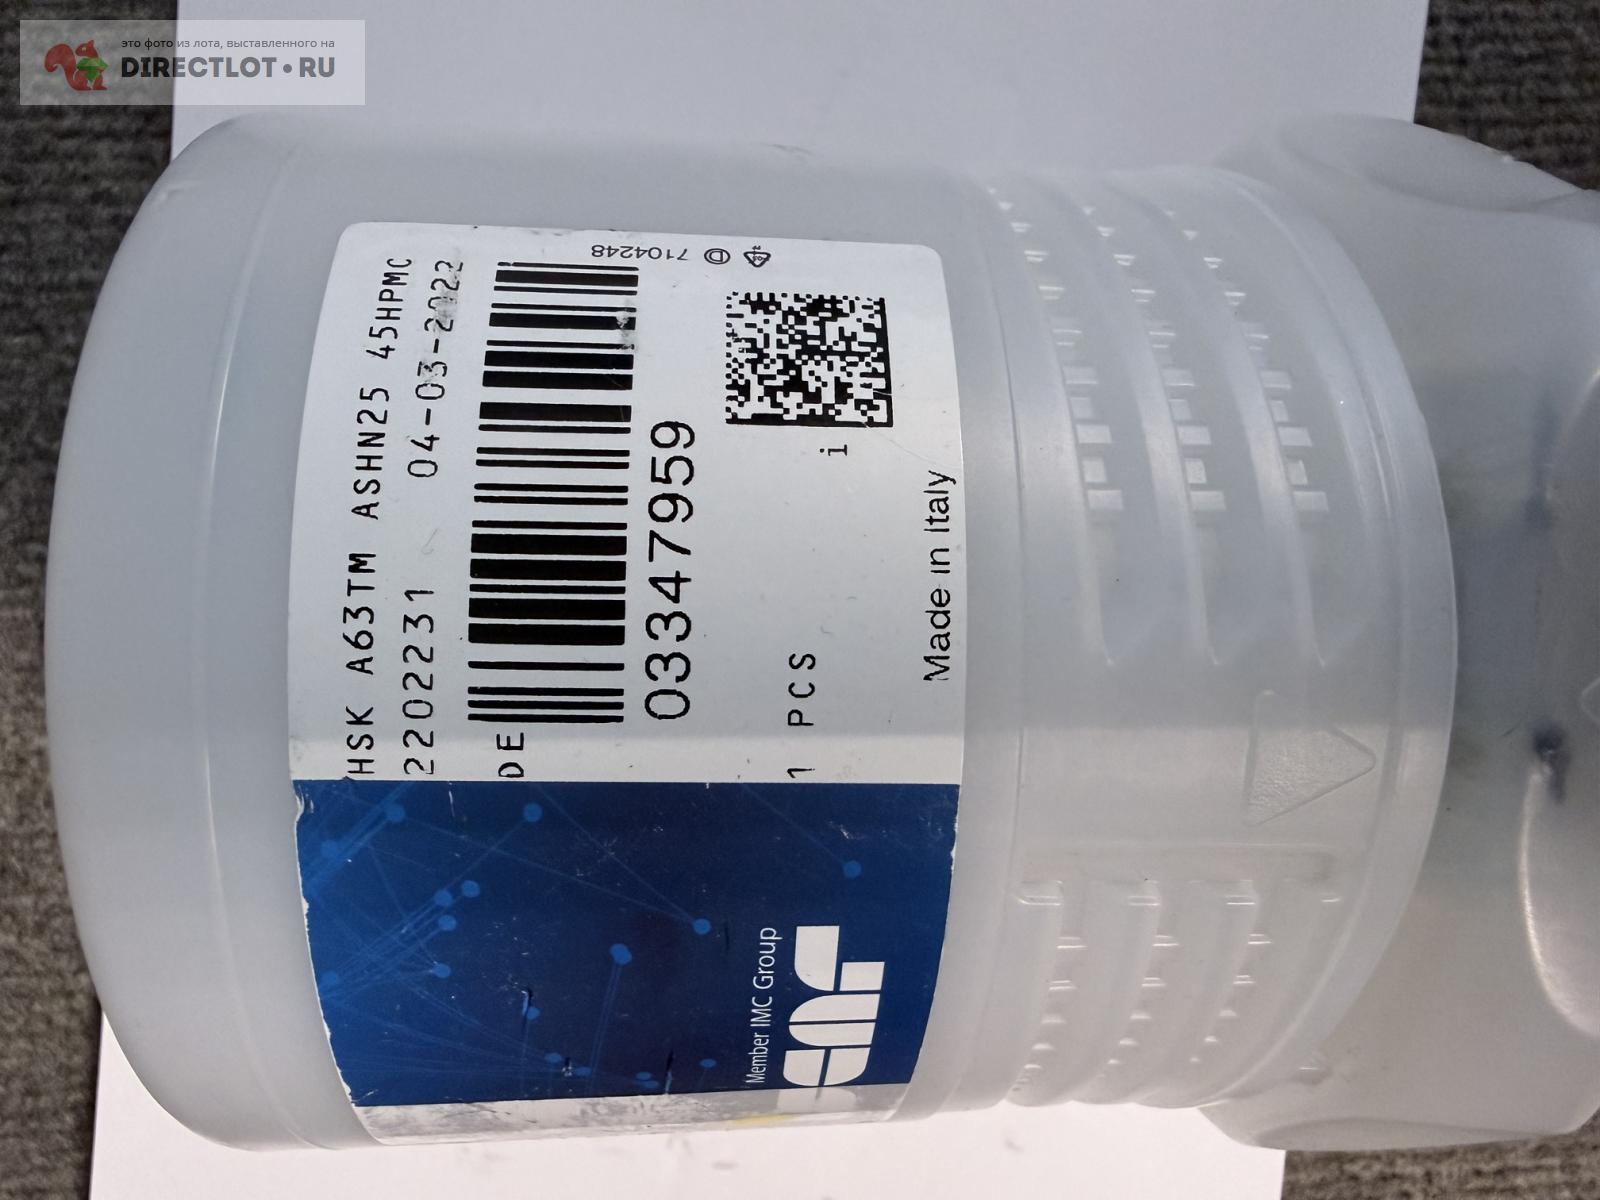 это фото из лота, выставленного на
DIRECTLOT•RU
HSK A63TM ASHN25 45HPMC
2202231 04-03-2022
DE
03347959
1 PCS
i
Made in Italy
7104248
Member IMC Group